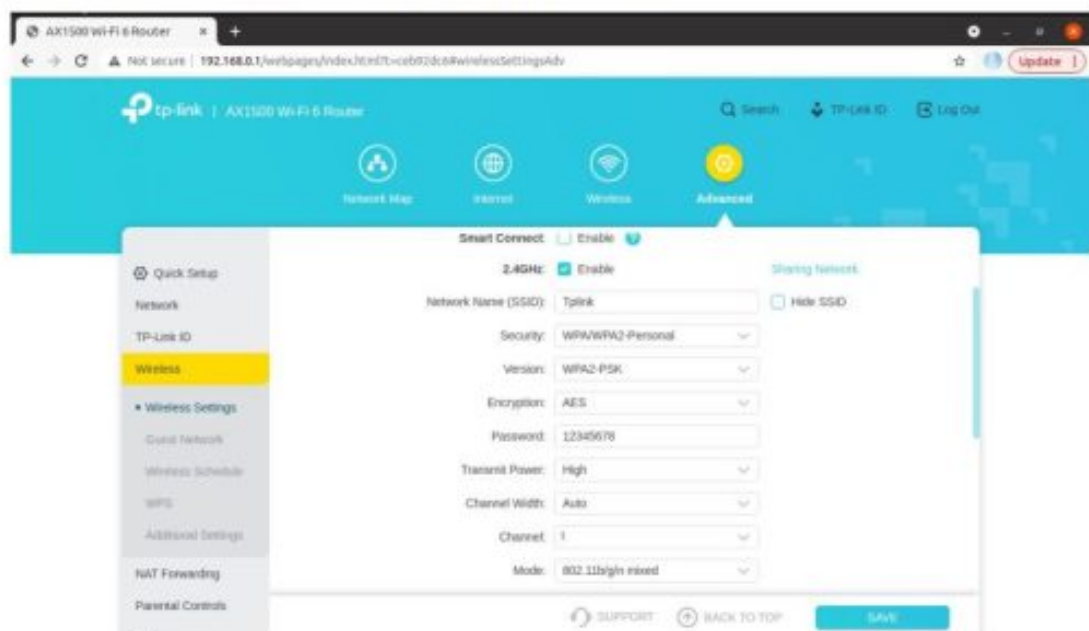 AX1500 Wi-Fi 6 Router
Not secure | 192.168.0.1/webpages/index.html?t=ceb92dc6#wirelessSettingsAdv
Update
tp-link | AX1500 Wi-Fi 6 Router
Search
TP-Link ID
Log Out
Network Map
Internet
Wireless
Advanced
Smart Connect: Enable
Quick Setup
2.4GHz: Enable
Sharing Network
Network
Network Name (SSID): Tplink
Hide SSID
TP-Link ID
Security: WPA/WPA2-Personal
Wireless
Version: WPA2-PSK
Wireless Settings
Encryption: AES
Guest Network
Password: 12345678
Wireless Schedule
Transmit Power: High
WPS
Channel Width: Auto
Additional Settings
Channel: 1
NAT Forwarding
Mode: 802.11b/g/n mixed
Parental Controls
SUPPORT
BACK TO TOP
SAVE